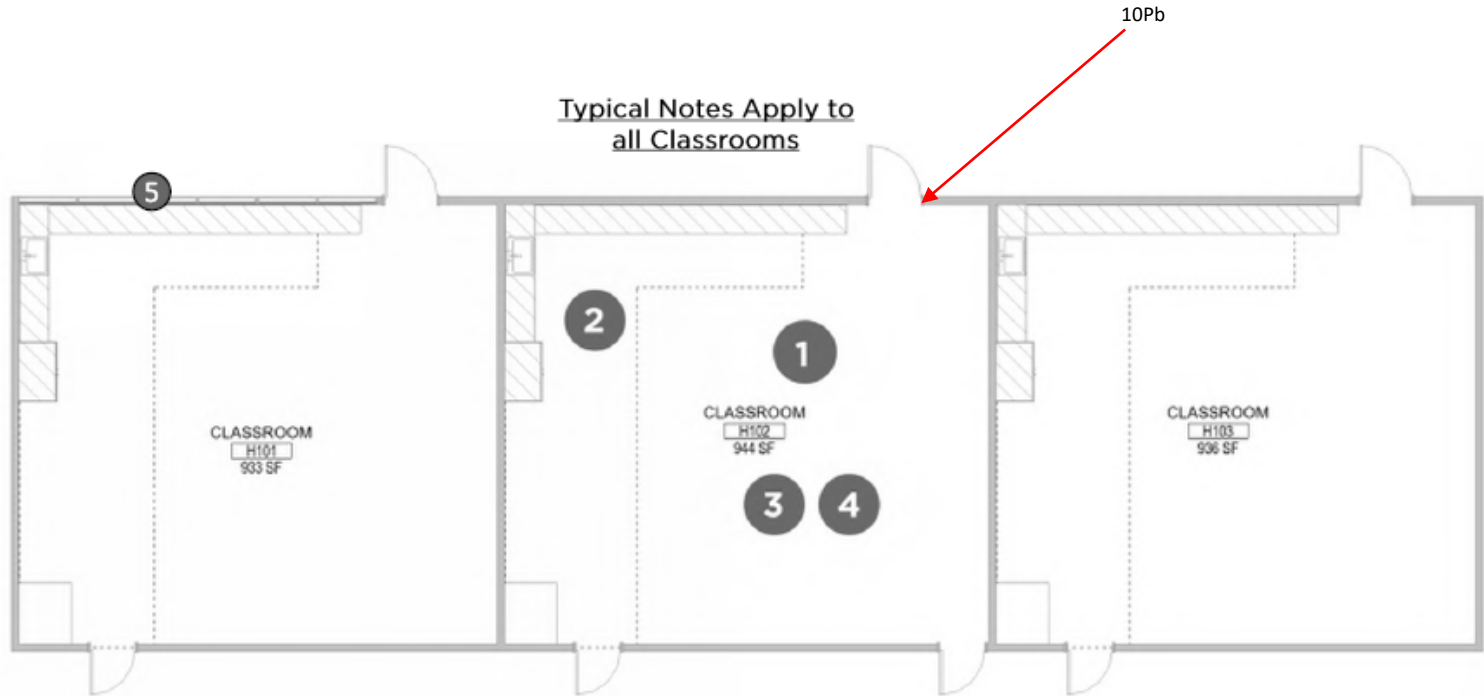 10Pb
Typical Notes Apply to
all Classrooms
5
2
1
CLASSROOM
H101
933 SF
CLASSROOM
H102
944 SF
CLASSROOM
H103
936 SF
3
4